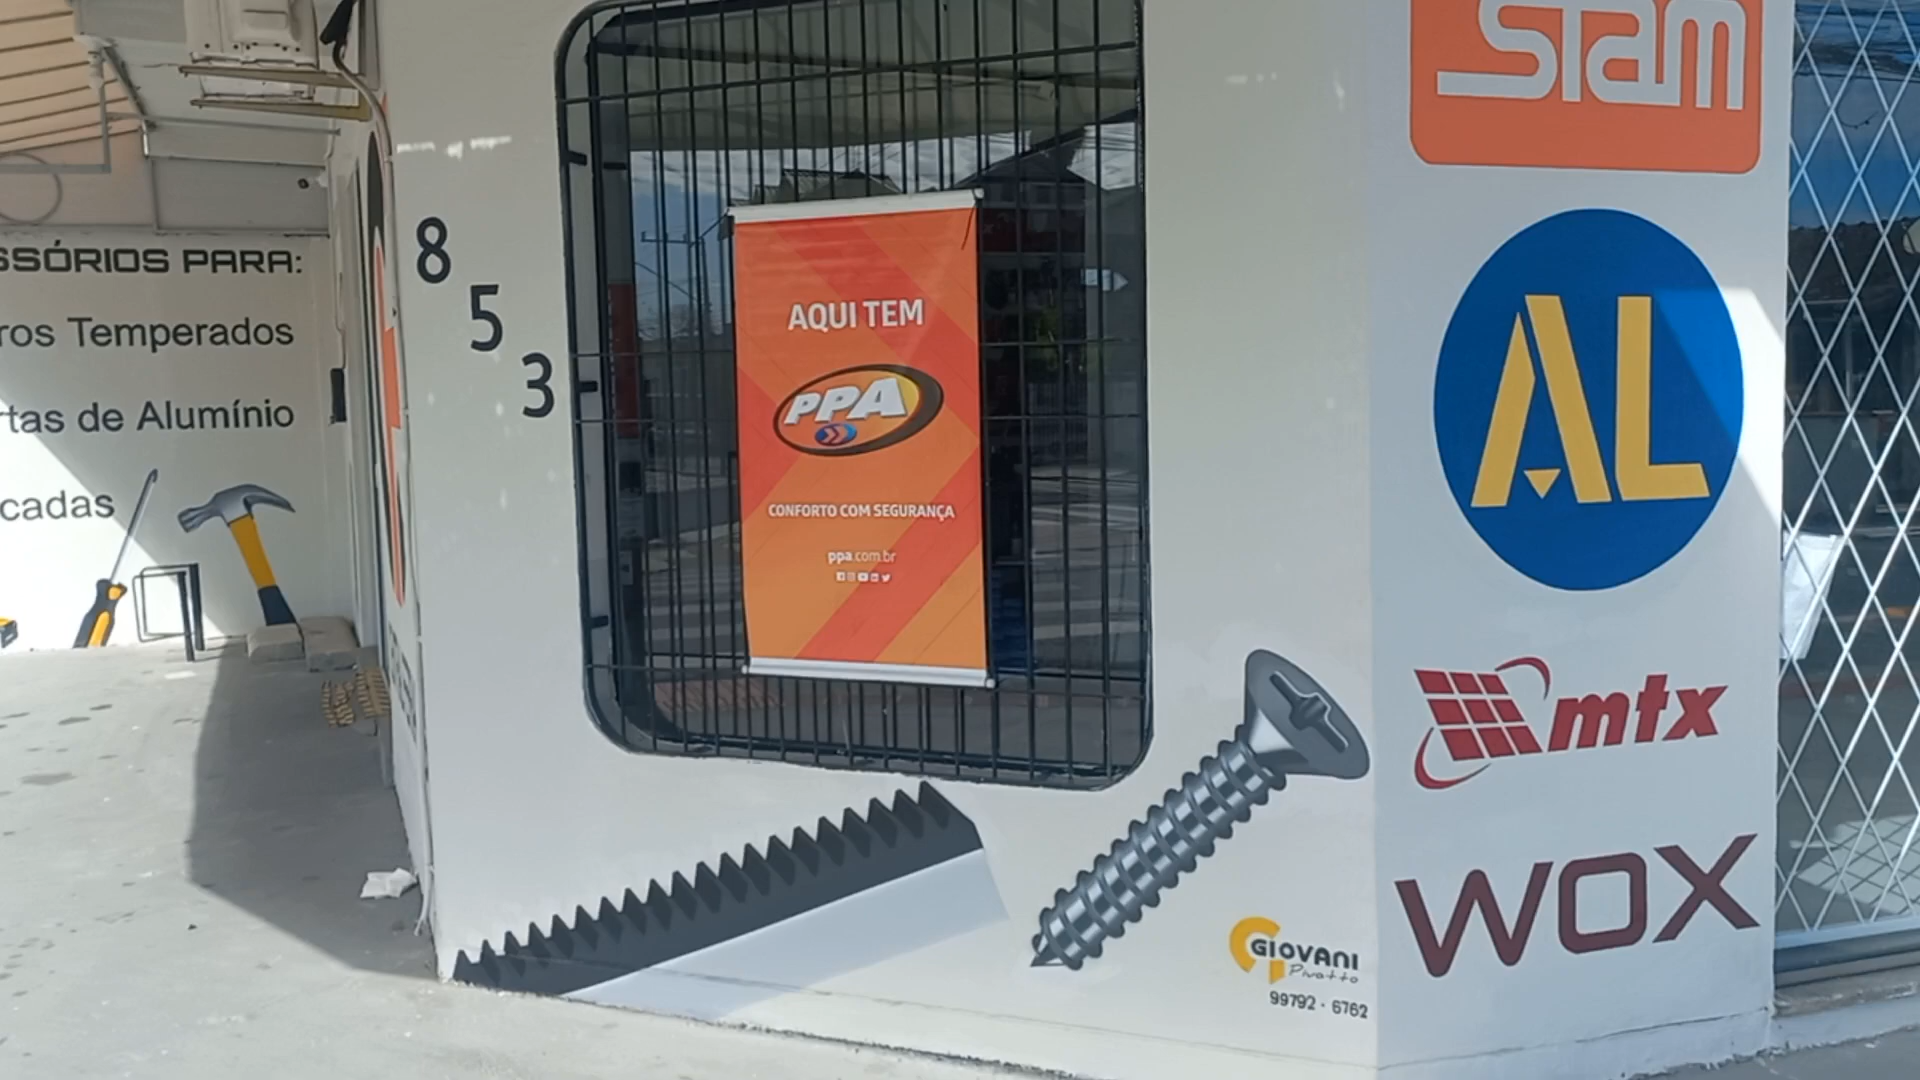 SSÓRIOS PARA:
ros Temperados
rtas de Alumínio
cadas
8
5
3
AQUI TEM
PPA
CONFORTO COM SEGURANÇA
ppa.com.br
STAM
AL
mtx
WOX
GIOVANI
Pivatto
99792 - 6762